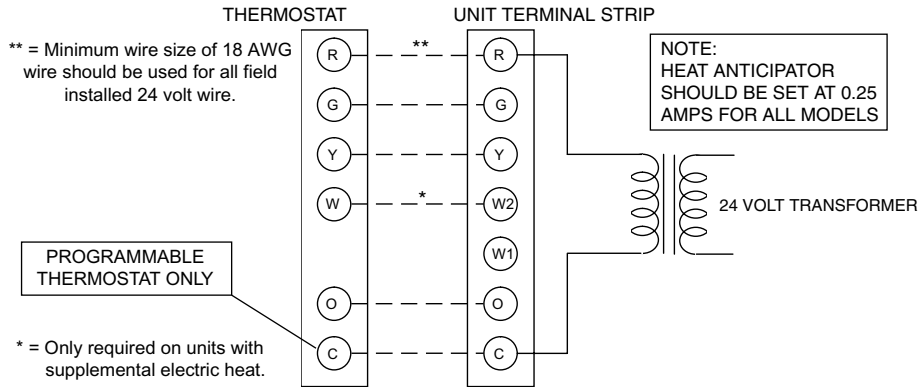 THERMOSTAT
UNIT TERMINAL STRIP
** = Minimum wire size of 18 AWG
wire should be used for all field
installed 24 volt wire.
R
**
R
NOTE:
HEAT ANTICIPATOR
SHOULD BE SET AT 0.25
AMPS FOR ALL MODELS
G
G
Y
Y
W
*
W2
24 VOLT TRANSFORMER
W1
PROGRAMMABLE
THERMOSTAT ONLY
O
O
* = Only required on units with
supplemental electric heat.
C
C